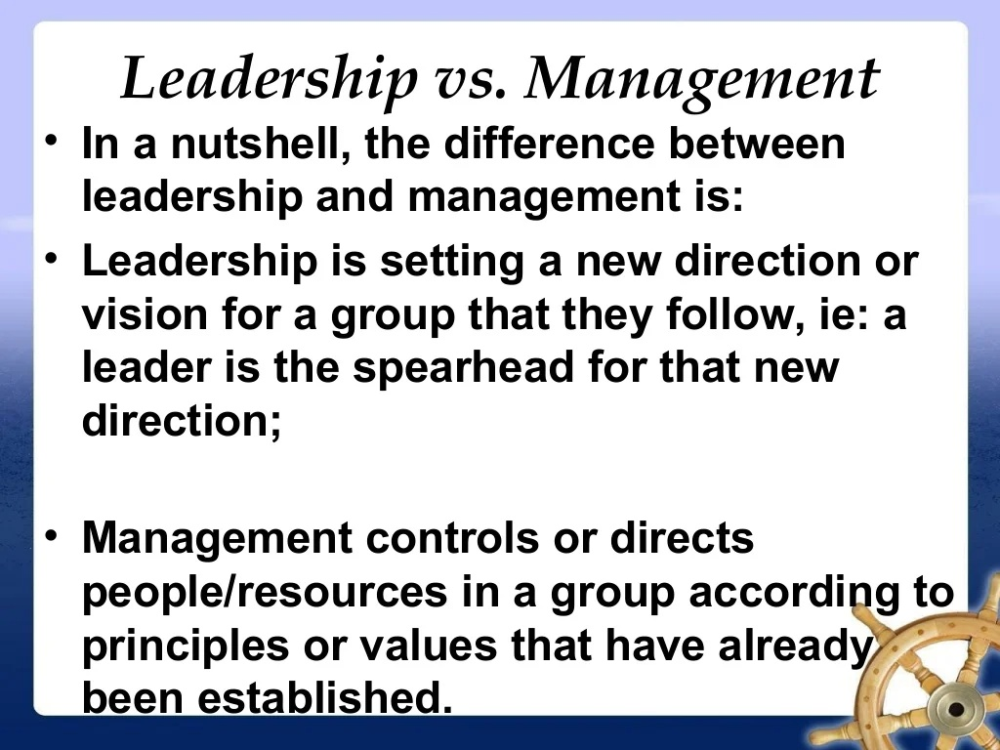 Leadership vs. Management
• In a nutshell, the difference between
leadership and management is:
• Leadership is setting a new direction or
vision for a group that they follow, ie: a
leader is the spearhead for that new
direction;
• Management controls or directs
people/resources in a group according to
principles or values that have already
been established.